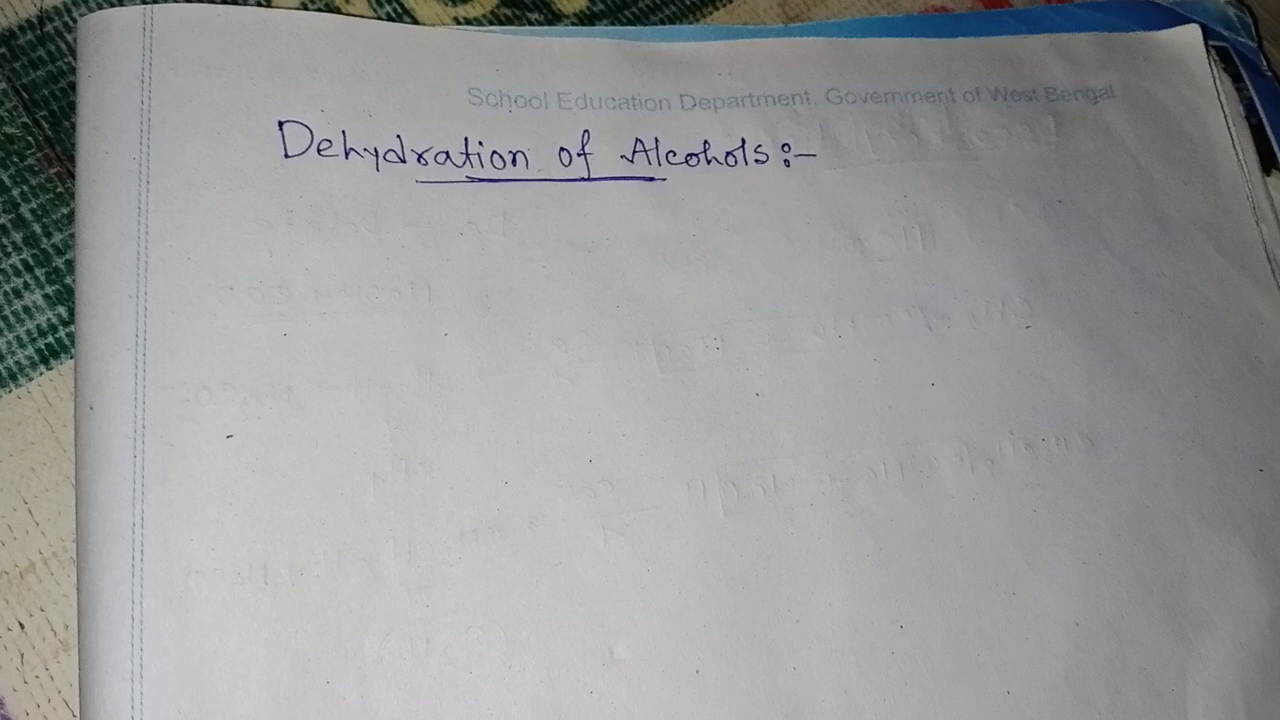 School Education Department, Government of West Bengal
Dehydration of Alcohols :-